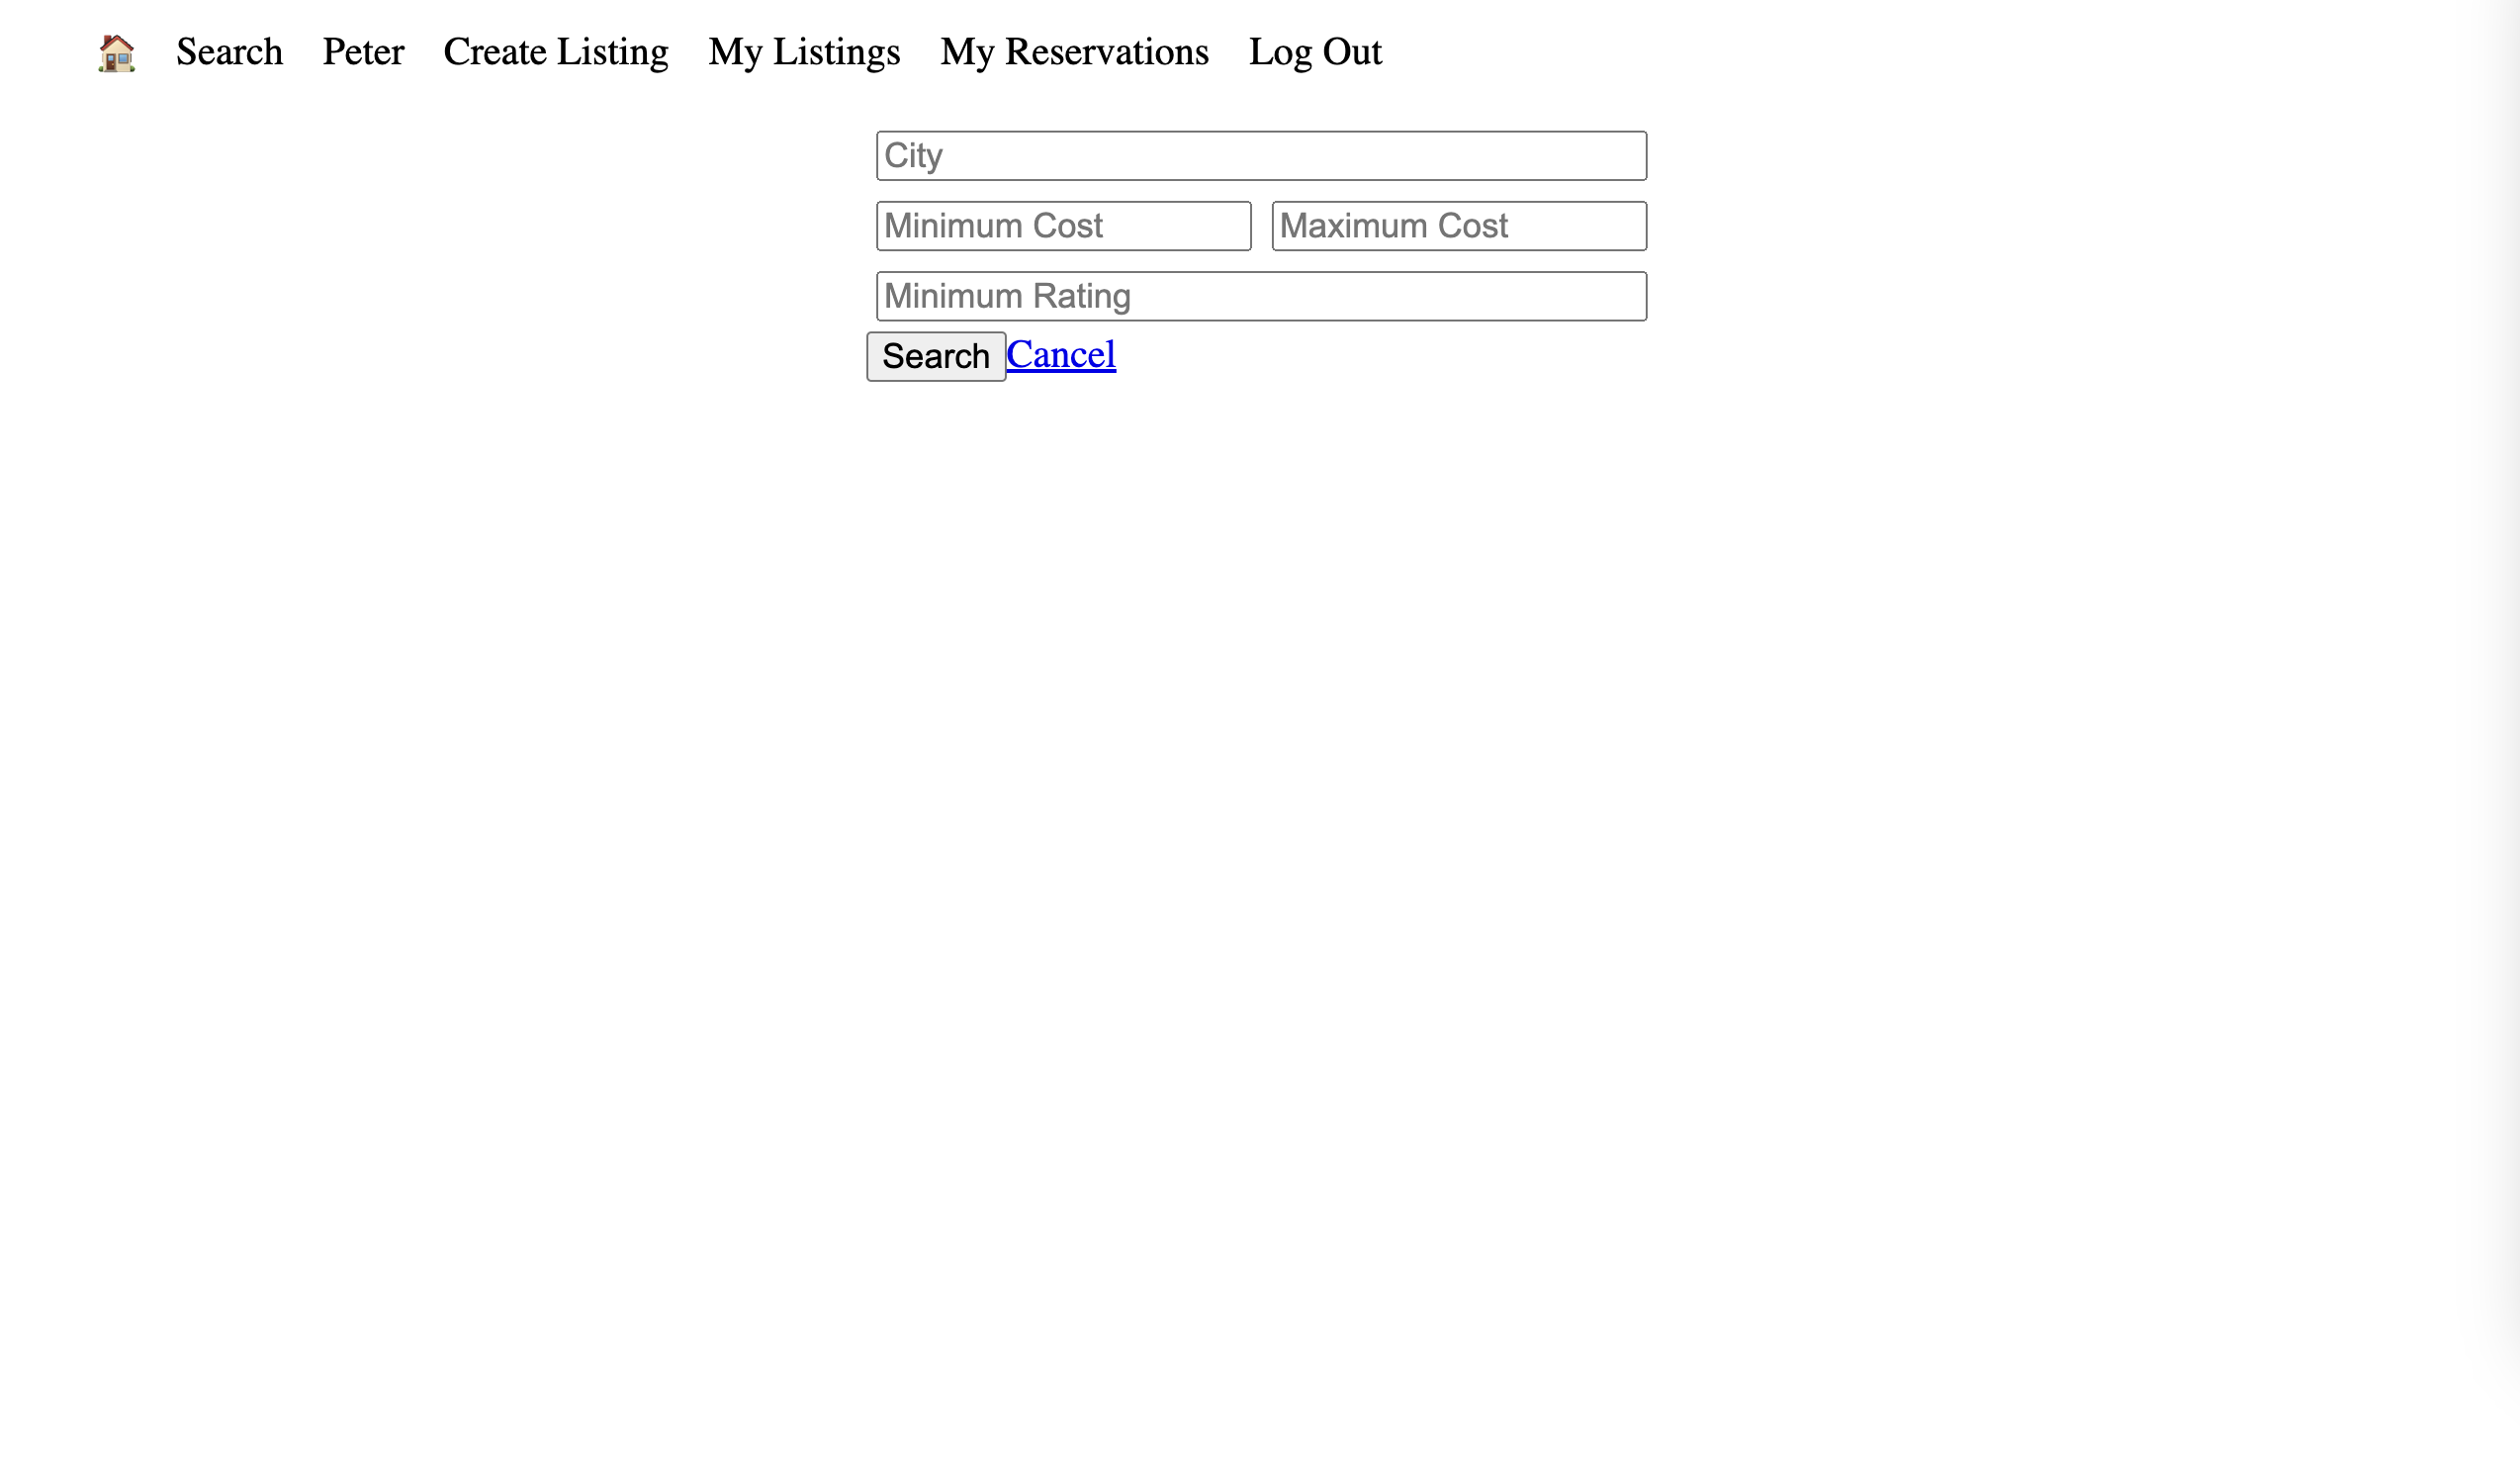 Search Peter Create Listing My Listings My Reservations Log Out
City
Minimum Cost Maximum Cost
Minimum Rating
Search Cancel